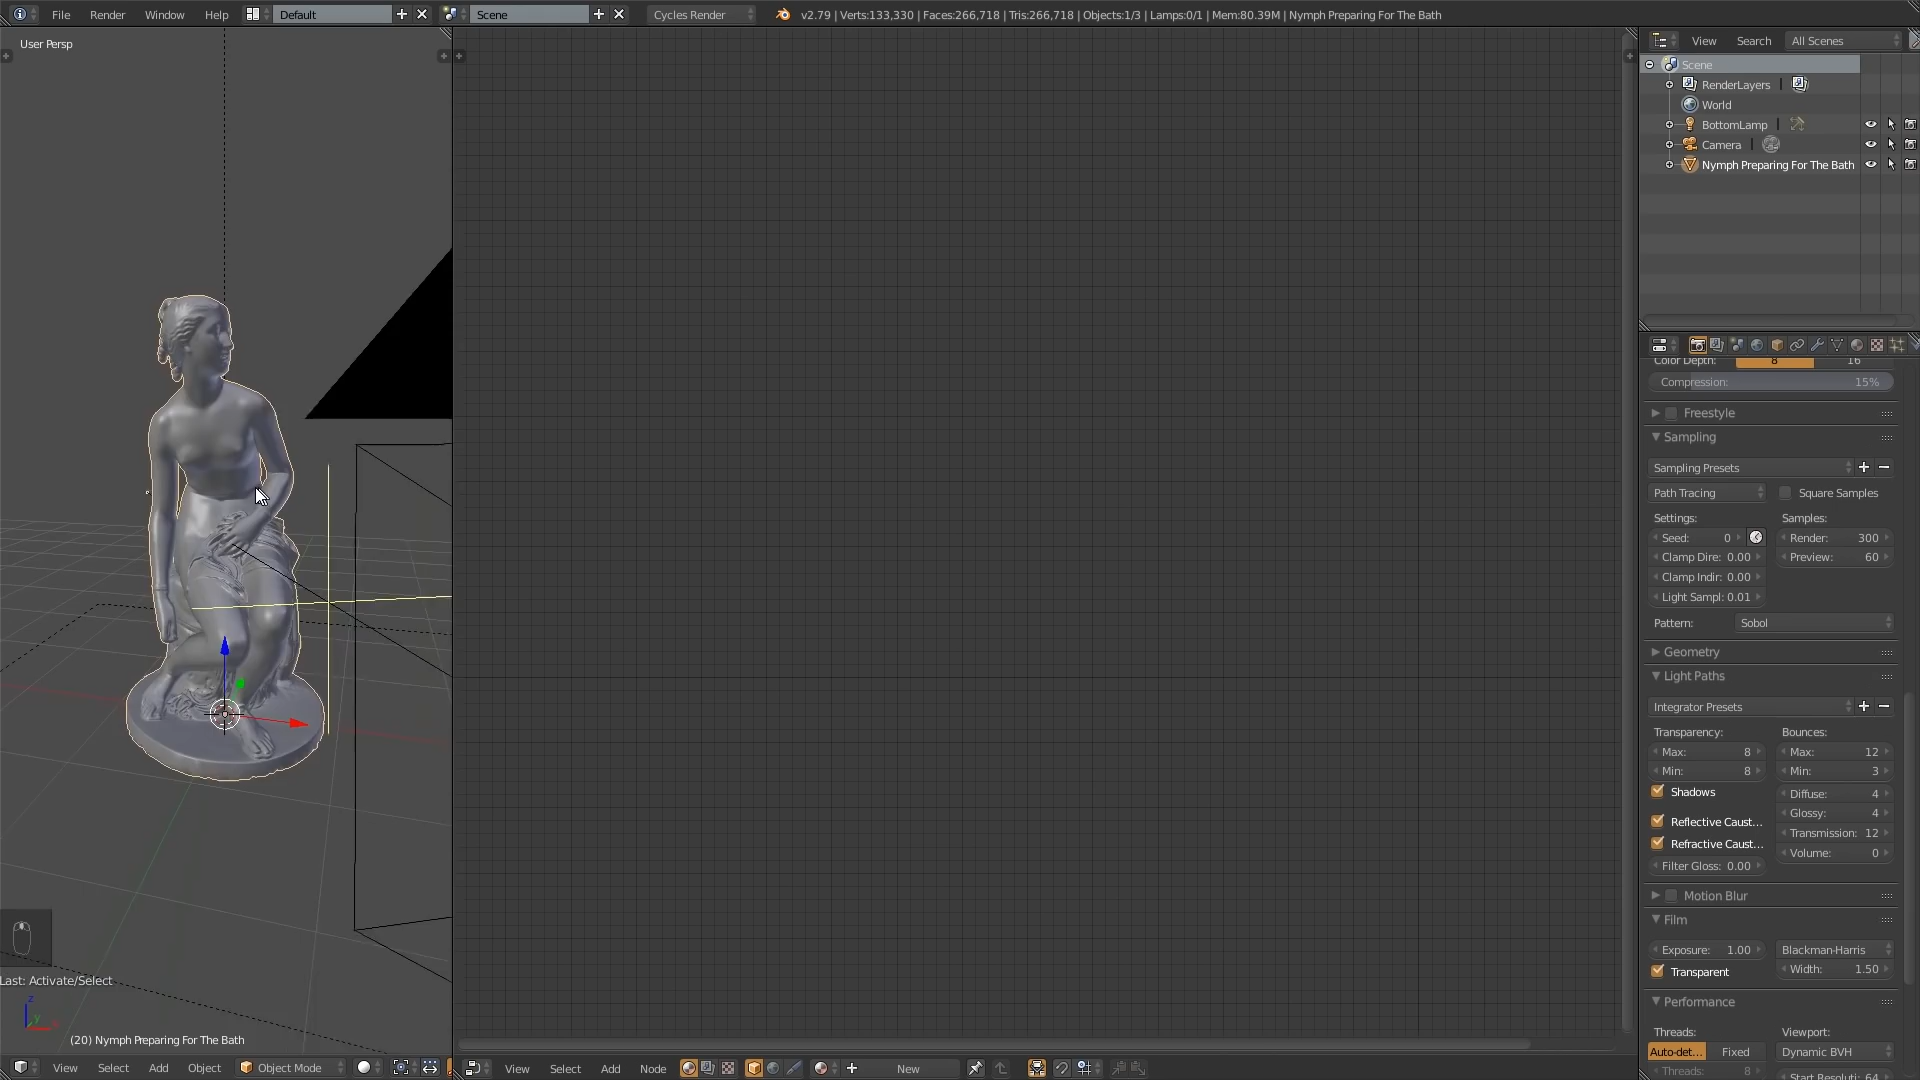 File Render Window Help Default Scene Cycles Render v2.79 | Verts:133,330 | Faces:266,718 | Tris:266,718 | Objects:1/3 | Lamps:0/1 | Mem:80.39M | Nymph Preparing For The Bath
User Persp
View Search All Scenes
Scene
RenderLayers
World
BottomLamp
Camera
Nymph Preparing For The Bath
Color Depth: 8 16
Compression: 15%
Freestyle
Sampling
Sampling Presets
Path Tracing Square Samples
Settings: Samples:
Seed: 0 Render: 300
Clamp Dire: 0.00 Preview: 60
Clamp Indir: 0.00
Light Sampl: 0.01
Pattern: Sobol
Geometry
Light Paths
Integrator Presets
Transparency: Bounces:
Max: 8 Max: 12
Min: 8 Min: 3
Shadows Diffuse: 4
Glossy: 4
Reflective Caust... Transmission: 12
Refractive Caust... Volume: 0
Filter Gloss: 0.00
Motion Blur
Film
Exposure: 1.00 Blackman-Harris
Transparent Width: 1.50
Performance
Threads: Viewport:
Auto-det... Fixed Dynamic BVH
Threads: 8 Start Resoluti: 64
Last: Activate/Select
z
y
(20) Nymph Preparing For The Bath
View Select Add Object Object Mode View Select Add Node New